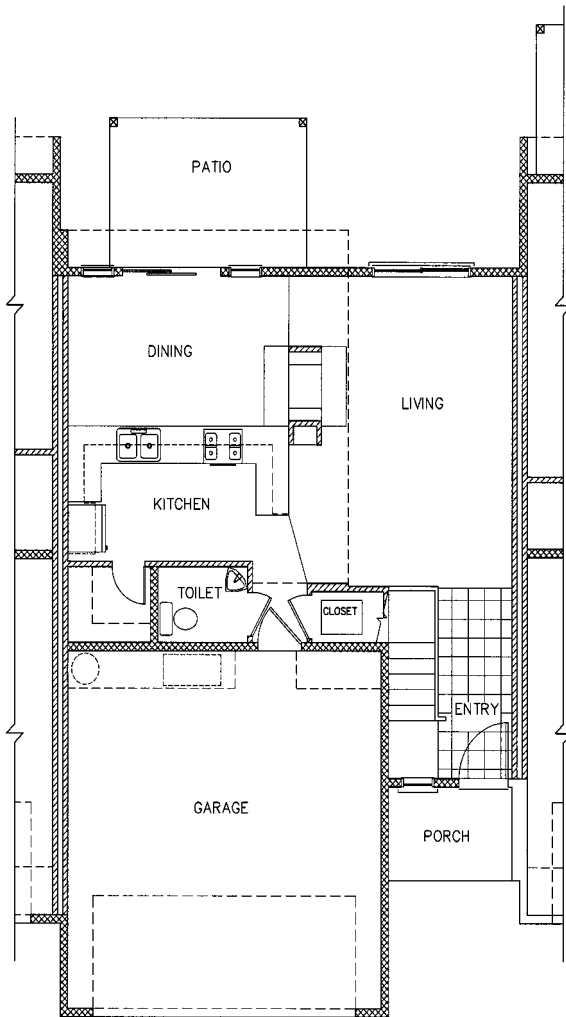 PATIO
DINING
LIVING
KITCHEN
TOILET
CLOSET
ENTRY
GARAGE
PORCH